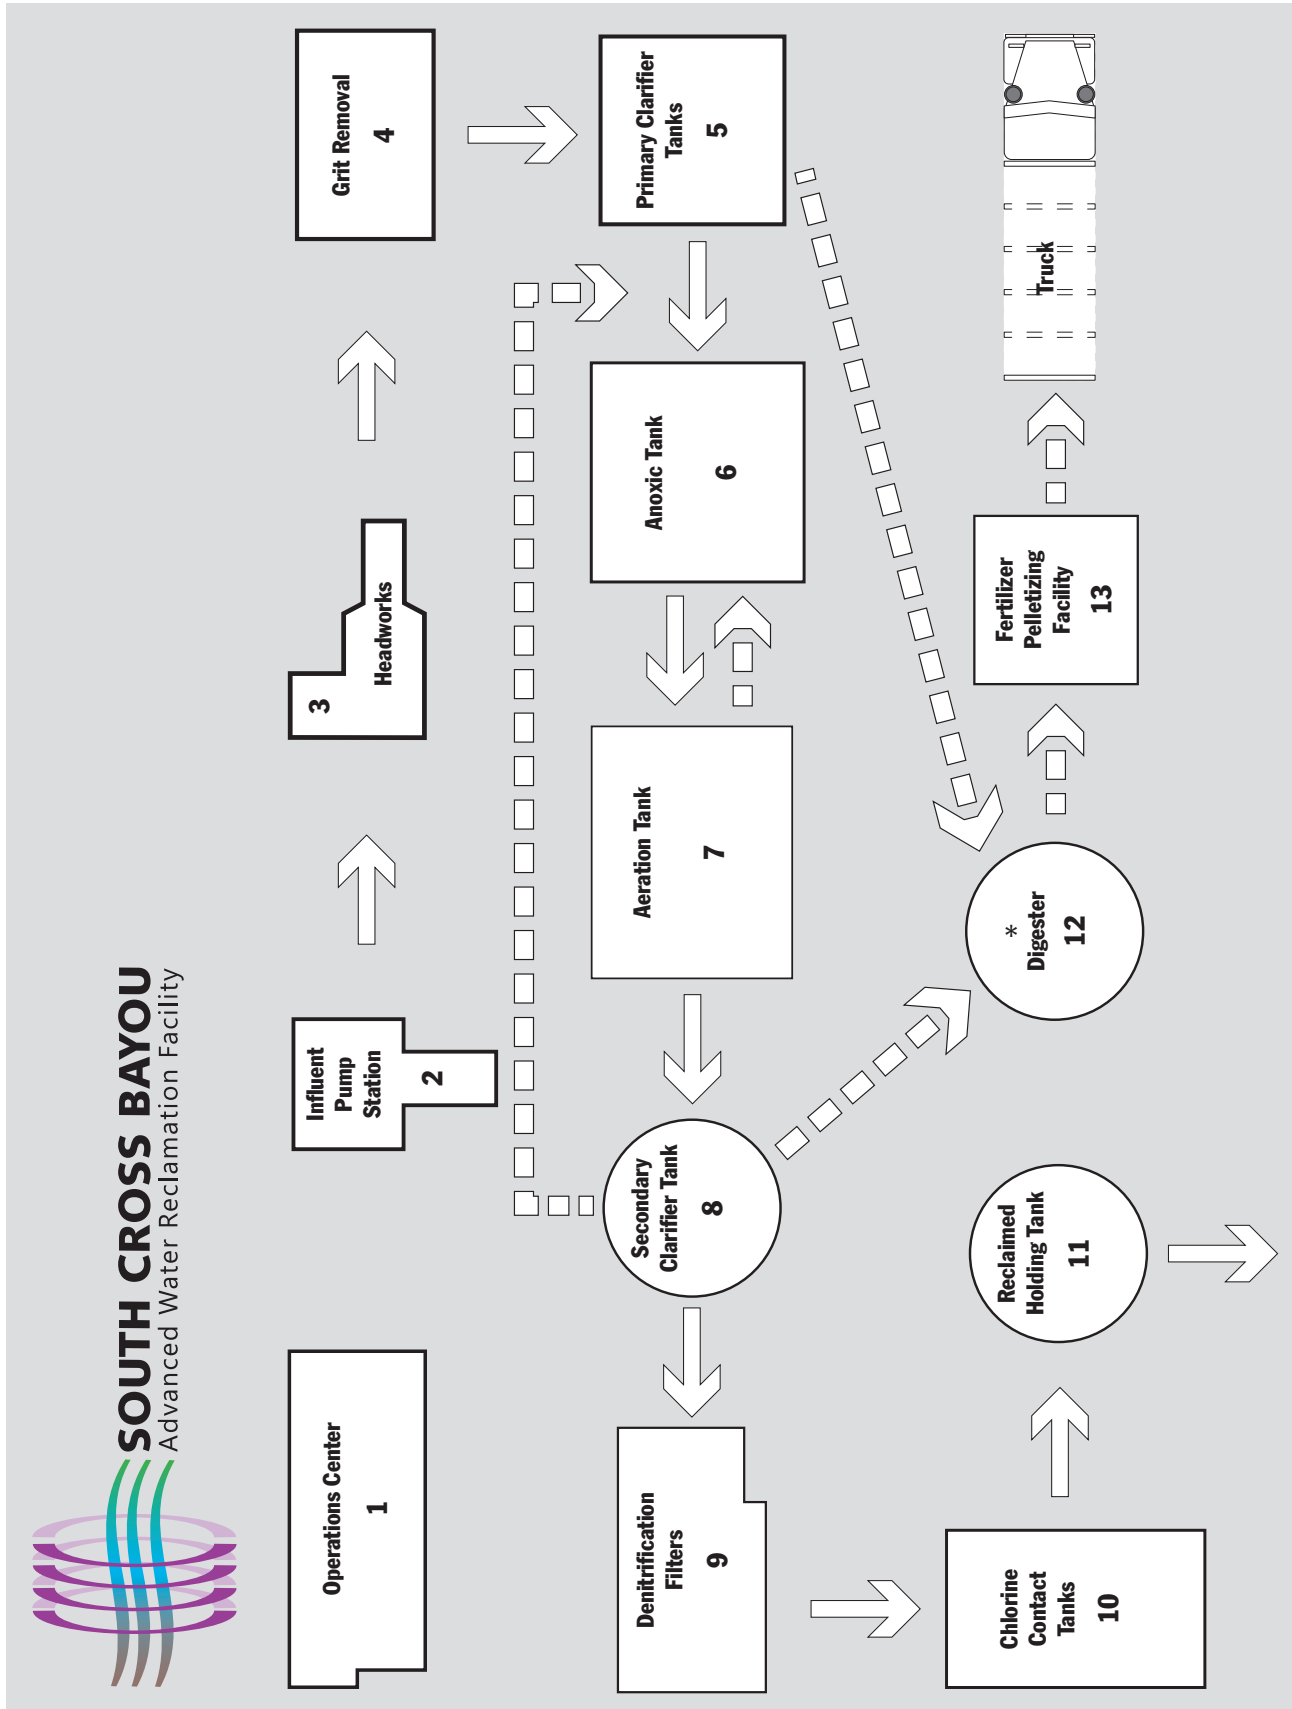 SOUTH CROSS BAYOU
Advanced Water Reclamation Facility
Operations Center
1
Influent
Pump
Station
2
3
Headworks
Grit Removal
4
Primary Clarifier
Tanks
5
Anoxic Tank
6
Aeration Tank
7
Secondary
Clarifier Tank
8
Denitrification
Filters
9
Chlorine
Contact
Tanks
10
Reclaimed
Holding Tank
11
*
Digester
12
Fertilizer
Pelletizing
Facility
13
Truck